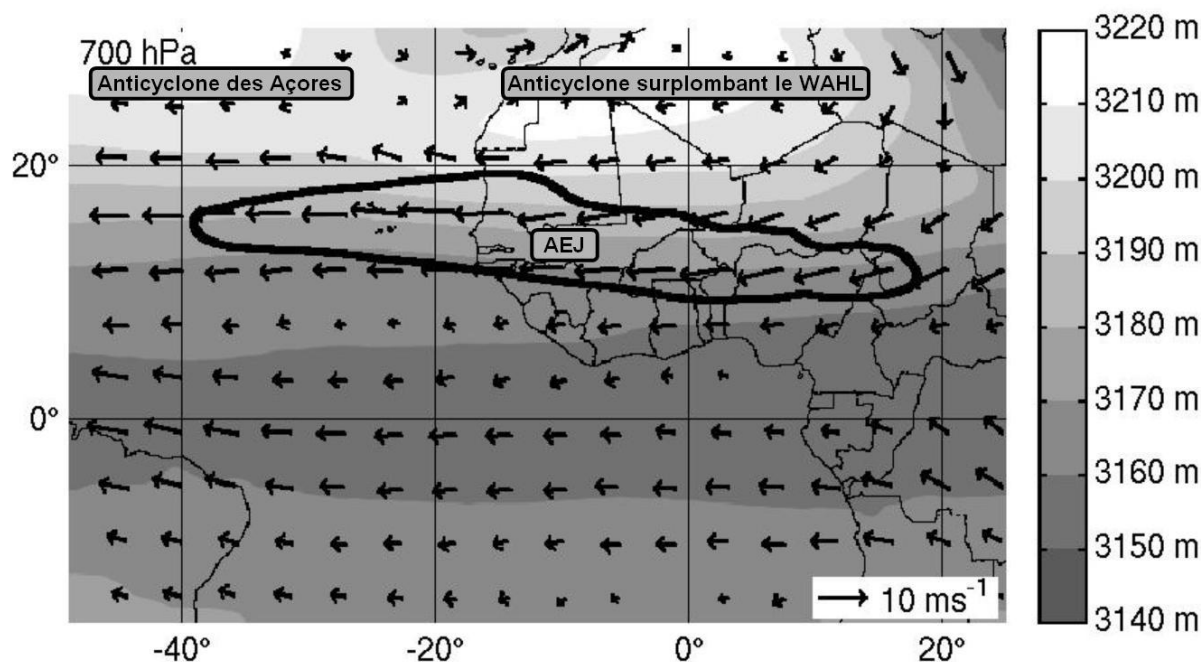 700 hPa
Anticyclone des Açores
Anticyclone surplombant le WAHL
AEJ
10 ms-1
20°
0°
-40°
-20°
0°
20°
3220 m
3210 m
3200 m
3190 m
3180 m
3170 m
3160 m
3150 m
3140 m